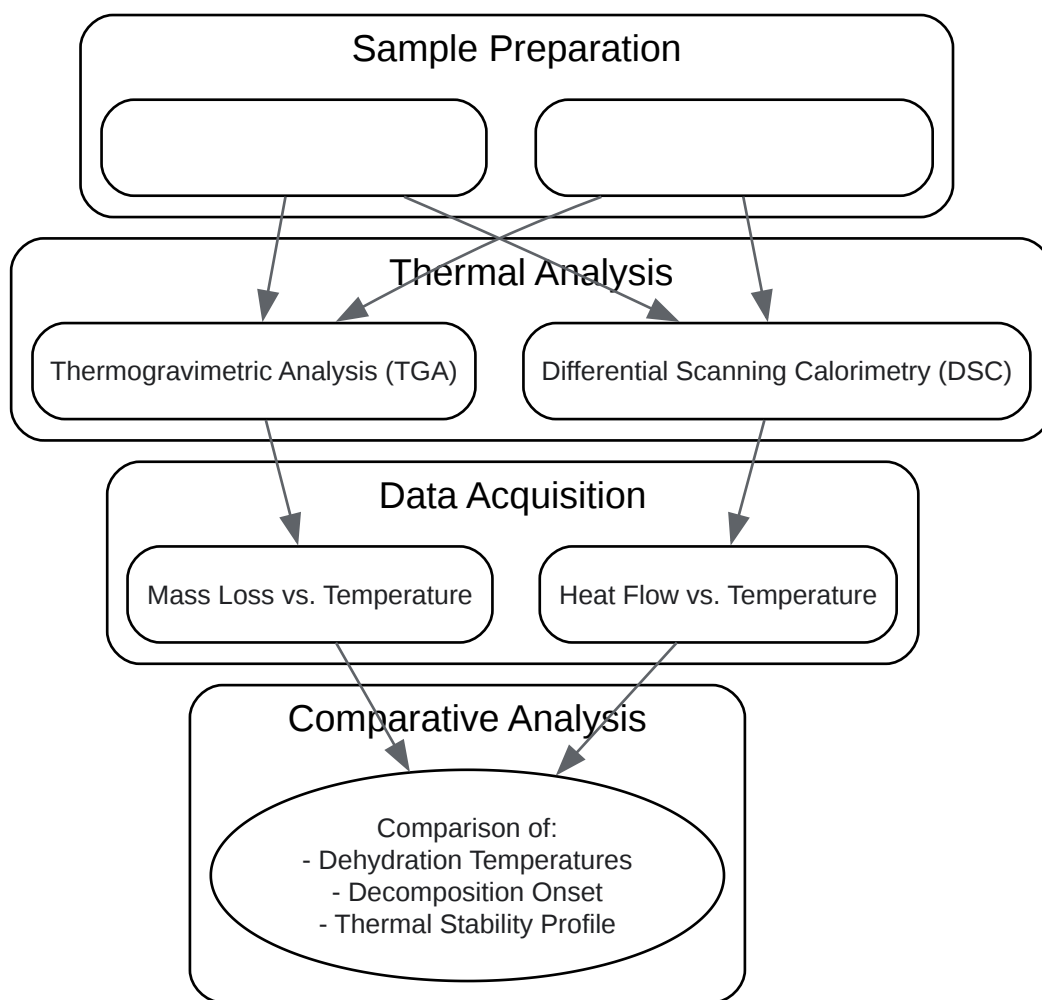 Sample Preparation
Thermal Analysis
Thermogravimetric Analysis (TGA)
Differential Scanning Calorimetry (DSC)
Data Acquisition
Mass Loss vs. Temperature
Heat Flow vs. Temperature
Comparative Analysis
Comparison of:
- Dehydration Temperatures
- Decomposition Onset
- Thermal Stability Profile